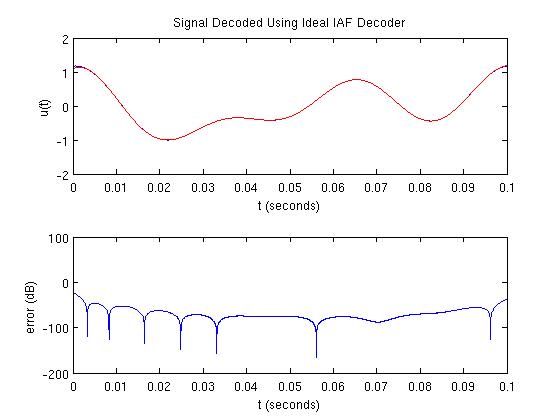 Signal Decoded Using Ideal IAF Decoder
2
1
0
-1
-2
u(t)
0 0.01 0.02 0.03 0.04 0.05 0.06 0.07 0.08 0.09 0.1
t (seconds)
100
0
-100
-200
error (dB)
0 0.01 0.02 0.03 0.04 0.05 0.06 0.07 0.08 0.09 0.1
t (seconds)